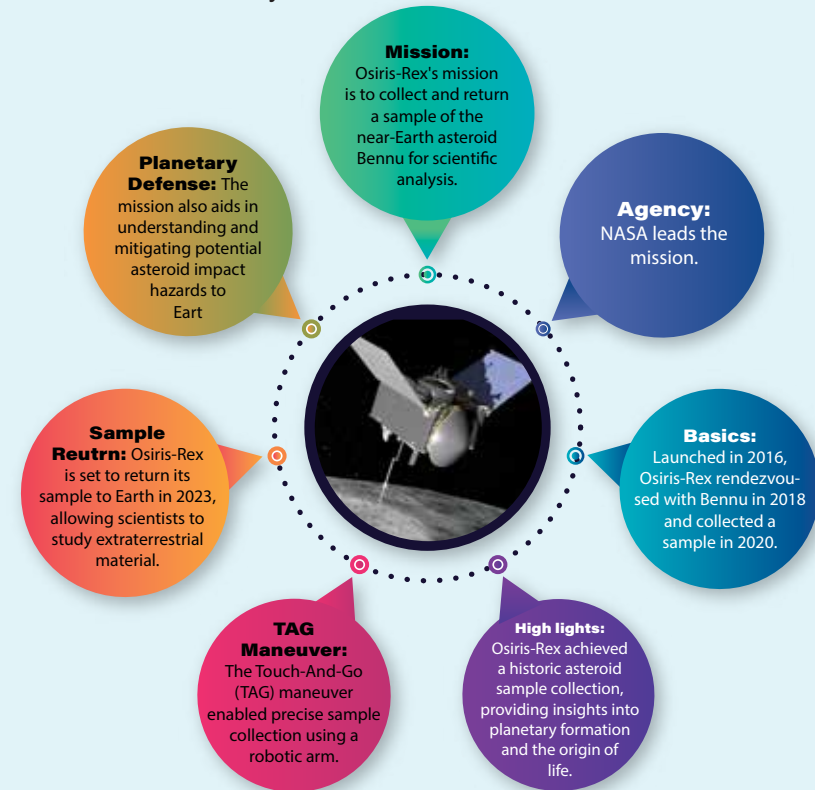 Mission:
Osiris-Rex's mission
is to collect and return
a sample of the
near-Earth asteroid
Bennu for scientific
analysis.
Agency:
NASA leads the
mission.
Basics:
Launched in 2016,
Osiris-Rex rendezvou-
sed with Bennu in 2018
and collected a
sample in 2020.
High lights:
Osiris-Rex achieved
a historic asteroid
sample collection,
providing insights into
planetary formation
and the origin of
life.
TAG
Maneuver:
The Touch-And-Go
(TAG) maneuver
enabled precise sample
collection using a
robotic arm.
Sample
Reutrn: Osiris-Rex
is set to return its
sample to Earth in 2023,
allowing scientists to
study extraterrestrial
material.
Planetary
Defense: The
mission also aids in
understanding and
mitigating potential
asteroid impact
hazards to
Eart